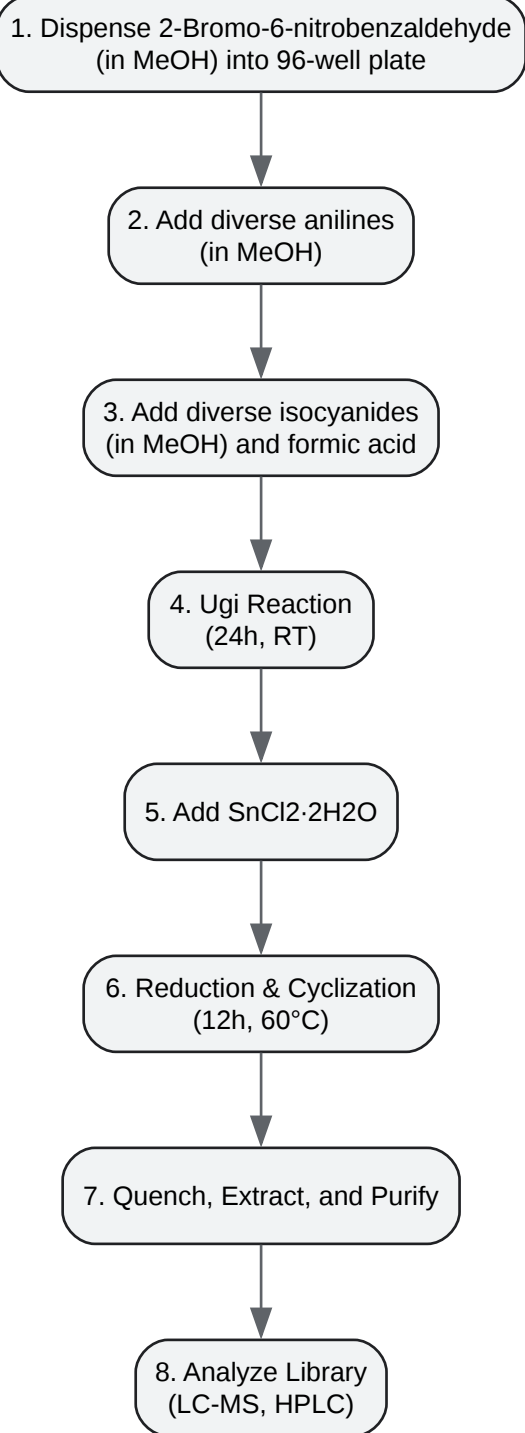 1. Dispense 2-Bromo-6-nitrobenzaldehyde
(in MeOH) into 96-well plate
2. Add diverse anilines
(in MeOH)
3. Add diverse isocyanides
(in MeOH) and formic acid
4. Ugi Reaction
(24h, RT)
5. Add SnCl2·2H2O
6. Reduction & Cyclization
(12h, 60°C)
7. Quench, Extract, and Purify
8. Analyze Library
(LC-MS, HPLC)